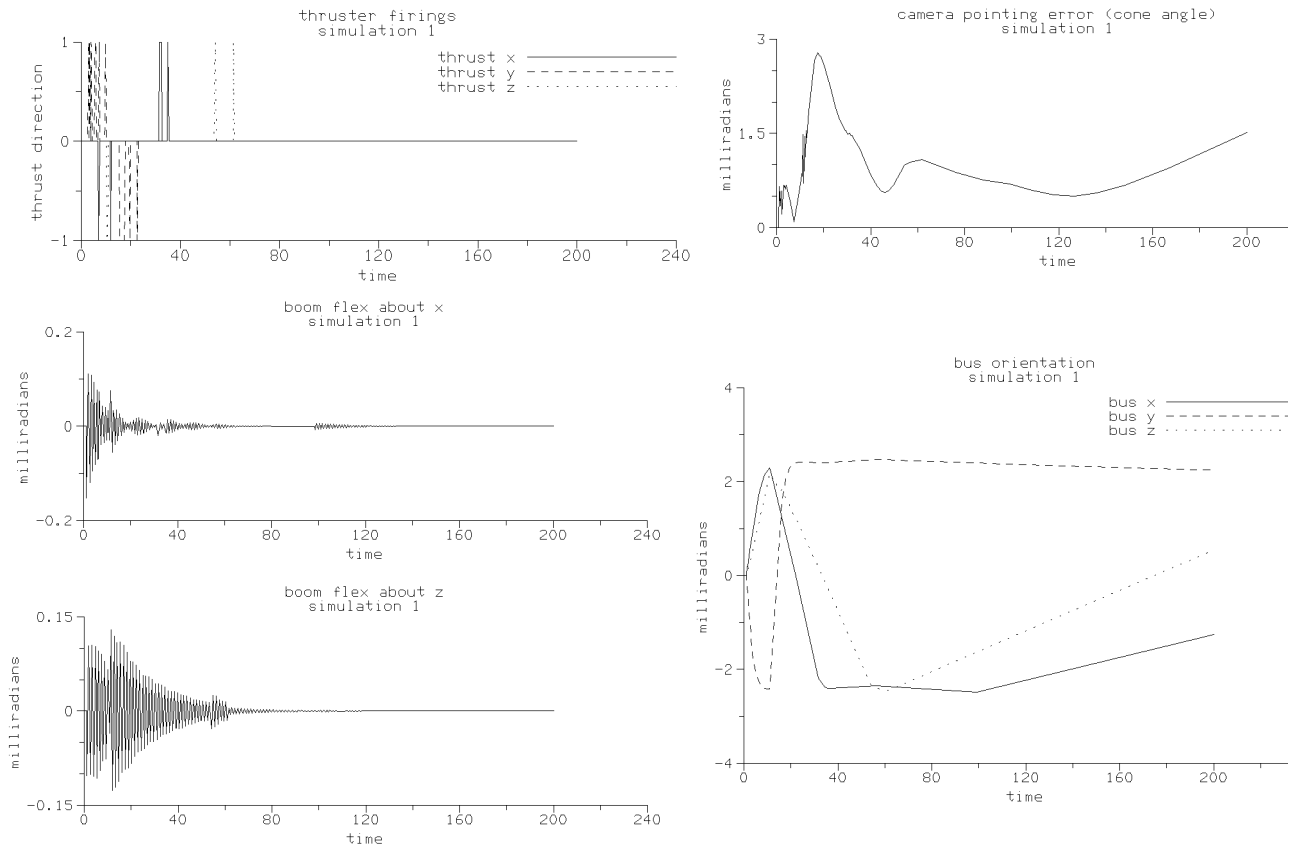 thruster firings
simulation 1
thrust x
thrust y
thrust z
thrust direction
1
0
-1
0 40 80 120 160 200 240
time
camera pointing error (cone angle)
simulation 1
milliradians
3
1.5
0
0 40 80 120 160 200
time
boom flex about x
simulation 1
milliradians
0.2
0
-0.2
0 40 80 120 160 200 240
time
bus orientation
simulation 1
bus x
bus y
bus z
milliradians
4
2
0
-2
-4
0 40 80 120 160 200
time
boom flex about z
simulation 1
milliradians
0.15
0
-0.15
0 40 80 120 160 200 240
time